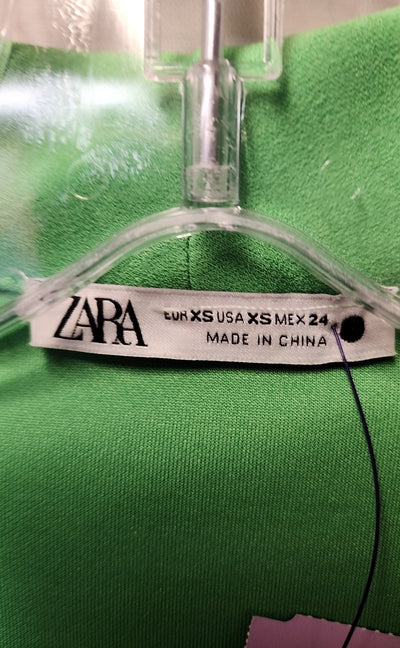 ZARA
EUR XS USA XS MEX 24
MADE IN CHINA